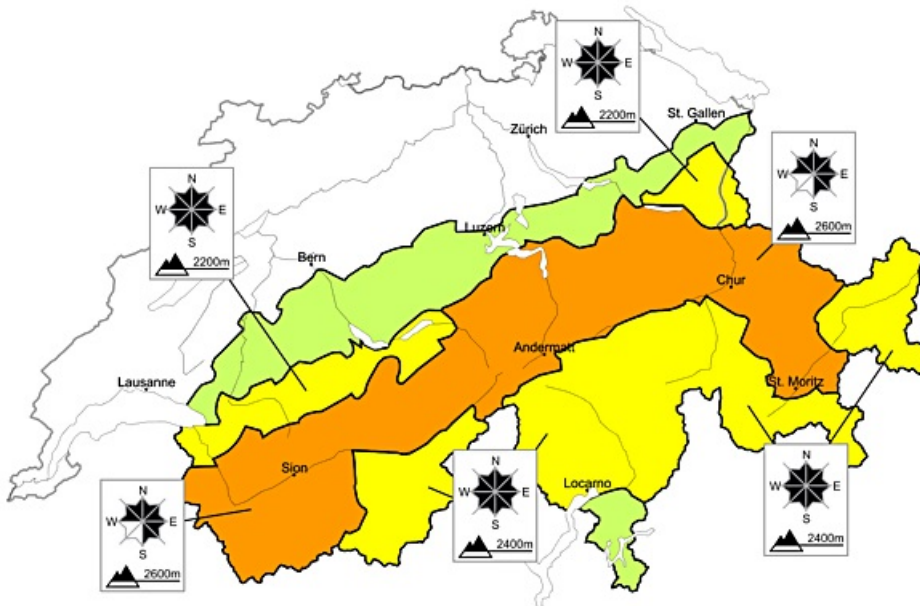 N
W E
S
2200m
St. Gallen
Zürich
N
W E
S
2600m
N
W E
S
2200m
Luzern
Bern
Chur
Andermatt
Lausanne
St. Moritz
Sion
Locarno
N
W E
S
2400m
N
W E
S
2400m
N
W E
S
2600m